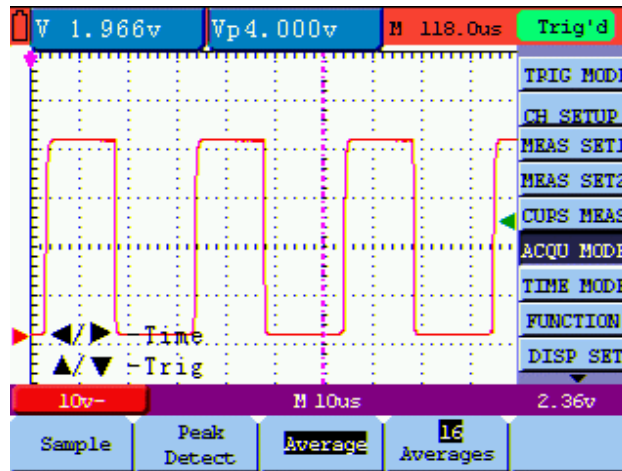 V 1.966v Vp4.000v M 118.0us Trig'd
TRIG MODE
CH SETUP
MEAS SET1
MEAS SET2
CURS MEAS
ACQU MODE
TIME MODE
FUNCTION
DISP SET
◀/▶ -Time
▲/▼ -Trig
10v- M 10us 2.36v
Sample Peak Detect Average 16 Averages